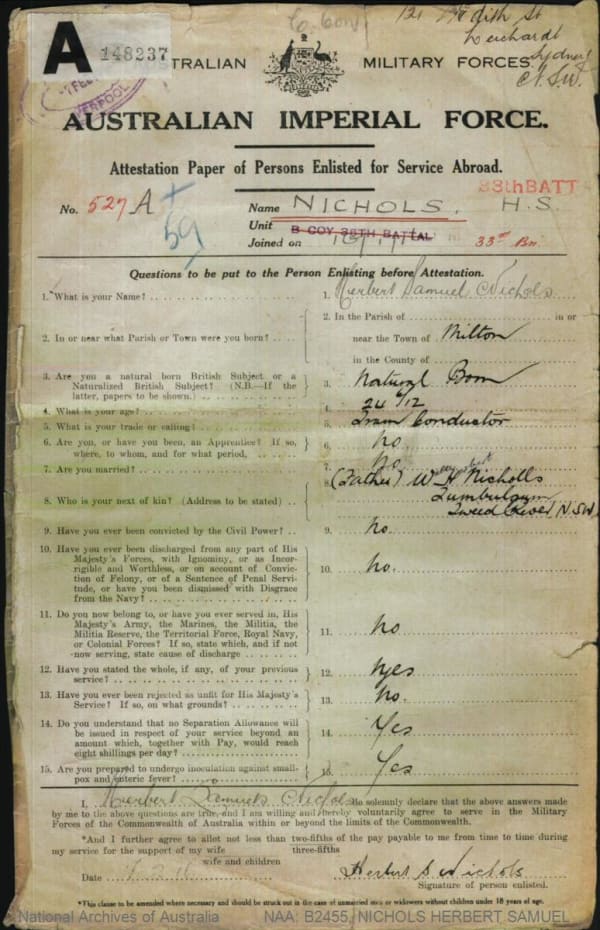 121 Edith St
Leichardt
Sydney
N.S.W.
A 148237
LIVERPOOL
AUSTRALIAN MILITARY FORCES
AUSTRALIAN IMPERIAL FORCE.
Attestation Paper of Persons Enlisted for Service Abroad.
33thBATT
No. 527 A Name NICHOLS. H.S.
59
Unit B COY 33TH BATTAL
Joined on 33rd Bn
Questions to be put to the Person Enlisting before Attestation.
1. What is your Name? .. 1. Herbert Samuel Nichols
2. In or near what Parish or Town were you born? .. 2. In the Parish of .. in or
near the Town of Milton
in the County of
3. Are you a natural born British Subject or a
Naturalized British Subject? (N.B.—If the
latter, papers to be shown.) .. 3. Natural Born
4. What is your age? .. 4. 24 /12
5. What is your trade or calling? .. 5. Tram Conductor
6. Are you, or have you been, an Apprentice? If so,
where, to whom, and for what period, .. 6. No
7. Are you married? .. 7. No
8. Who is your next of kin? (Address to be stated) .. 8. (Father) W H Nicholls
Tumbulgum
Tweed River N.SW.
9. Have you ever been convicted by the Civil Power? .. 9. No.
10. Have you ever been discharged from any part of His
Majesty's Forces, with Ignominy, or as Incor-
rigible and Worthless, or on account of Convic-
tion of Felony, or of a Sentence of Penal Servi-
tude, or have you been dismissed with Disgrace
from the Navy? .. 10. No.
11. Do you now belong to, or have you ever served in, His
Majesty's Army, the Marines, the Militia, the
Militia Reserve, the Territorial Force, Royal Navy,
or Colonial Forces? If so, state which, and if not
now serving, state cause of discharge .. 11. No
12. Have you stated the whole, if any, of your previous
service? .. 12. Yes
13. Have you ever been rejected as unfit for His Majesty's
Service? If so, on what grounds? .. 13. No.
14. Do you understand that no Separation Allowance will
be issued in respect of your service beyond an
amount which, together with Pay, would reach
eight shillings per day? .. 14. Yes
15. Are you prepared to undergo inoculation against small-
pox and enteric fever? .. 15. Yes
I, Herbert Samuel Nichols do solemnly declare that the above answers made
by me to the above questions are true, and I am willing and hereby voluntarily agree to serve in the Military
Forces of the Commonwealth of Australia within or beyond the limits of the Commonwealth.
*And I further agree to allot not less than two-fifths of the pay payable to me from time to time during
three-fifths
my service for the support of my wife
wife and children
Date Herbert S. Nichols
Signature of person enlisted.
*This clause to be amended where necessary and should be struck out in the case of unmarried men or widowers without children under 18 years of age.
National Archives of Australia NAA: B2455, NICHOLS HERBERT SAMUEL